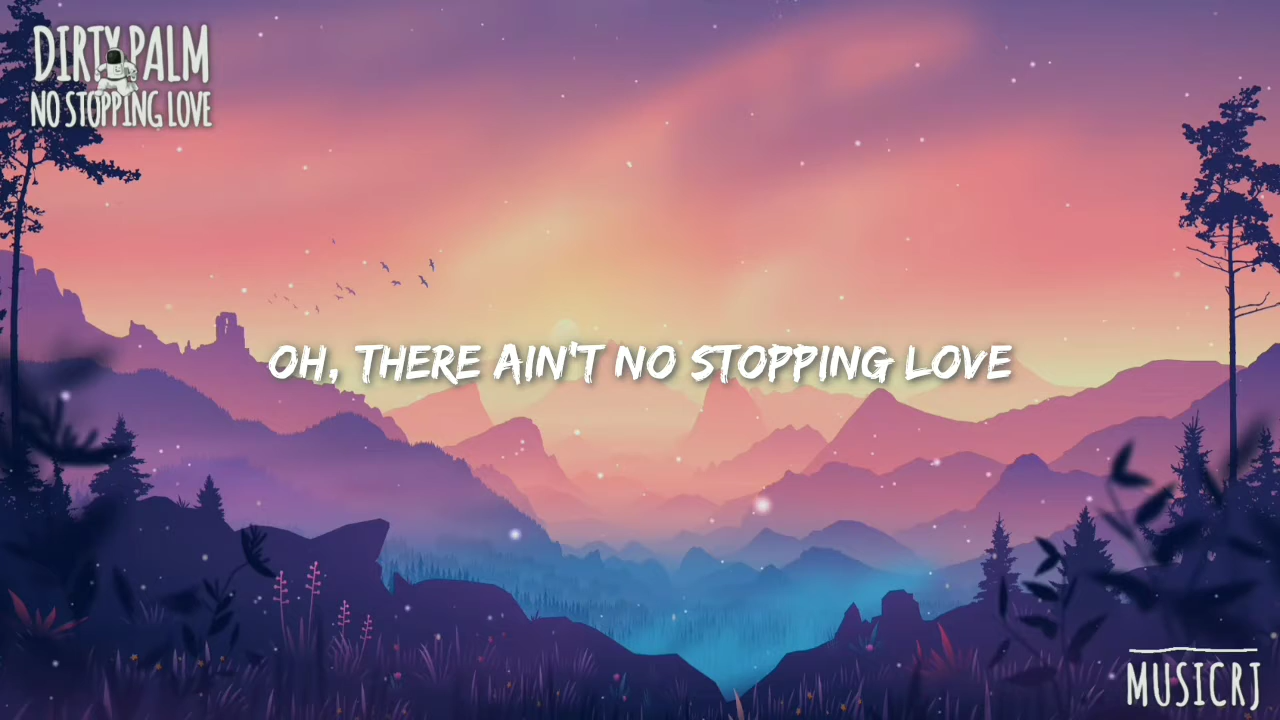 DIRTY PALM
NO STOPPING LOVE
OH, THERE AIN'T NO STOPPING LOVE
MUSICRJ